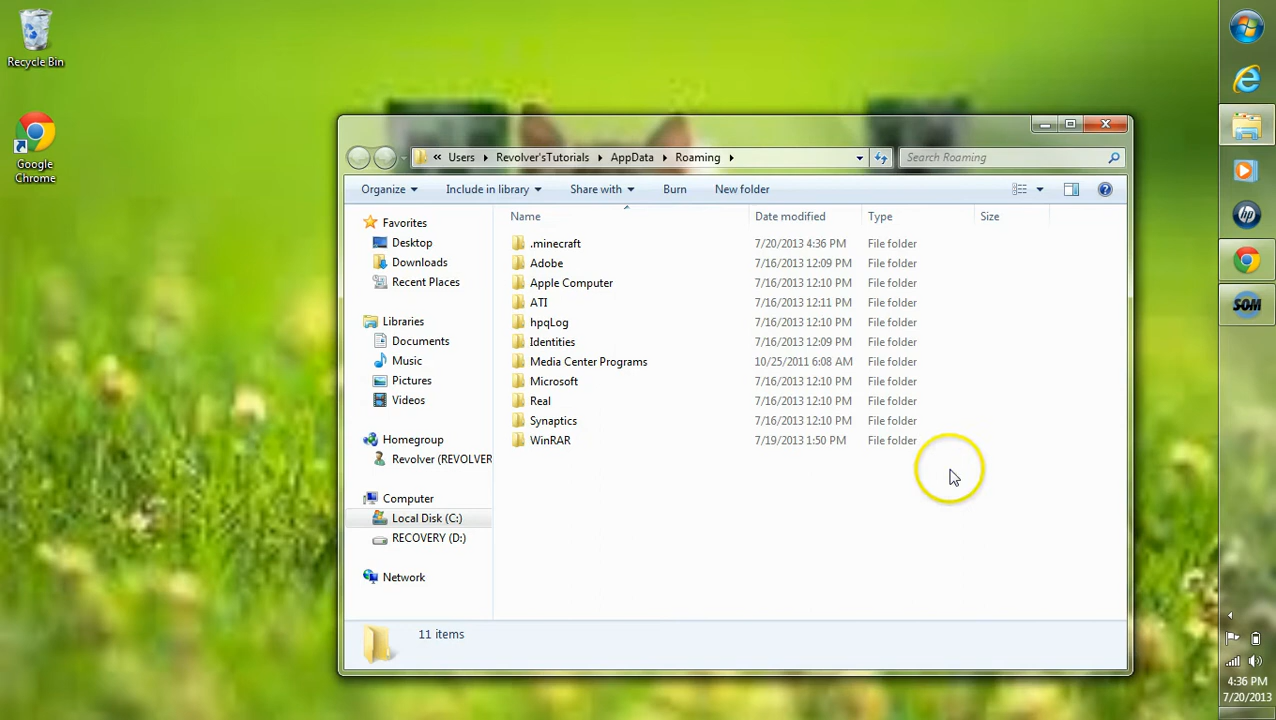 Recycle Bin
Google
Chrome
« Users Revolver'sTutorials AppData Roaming
Search Roaming
Organize Include in library Share with Burn New folder
Name Date modified Type Size
Favorites
Desktop
Downloads
Recent Places
Libraries
Documents
Music
Pictures
Videos
Homegroup
Revolver (REVOLVER
Computer
Local Disk (C:)
RECOVERY (D:)
Network
.minecraft 7/20/2013 4:36 PM File folder
Adobe 7/16/2013 12:09 PM File folder
Apple Computer 7/16/2013 12:10 PM File folder
ATI 7/16/2013 12:11 PM File folder
hpqLog 7/16/2013 12:10 PM File folder
Identities 7/16/2013 12:09 PM File folder
Media Center Programs 10/25/2011 6:08 AM File folder
Microsoft 7/16/2013 12:10 PM File folder
Real 7/16/2013 12:10 PM File folder
Synaptics 7/16/2013 12:10 PM File folder
WinRAR 7/19/2013 1:50 PM File folder
11 items
hp
SOM
4:36 PM
7/20/2013